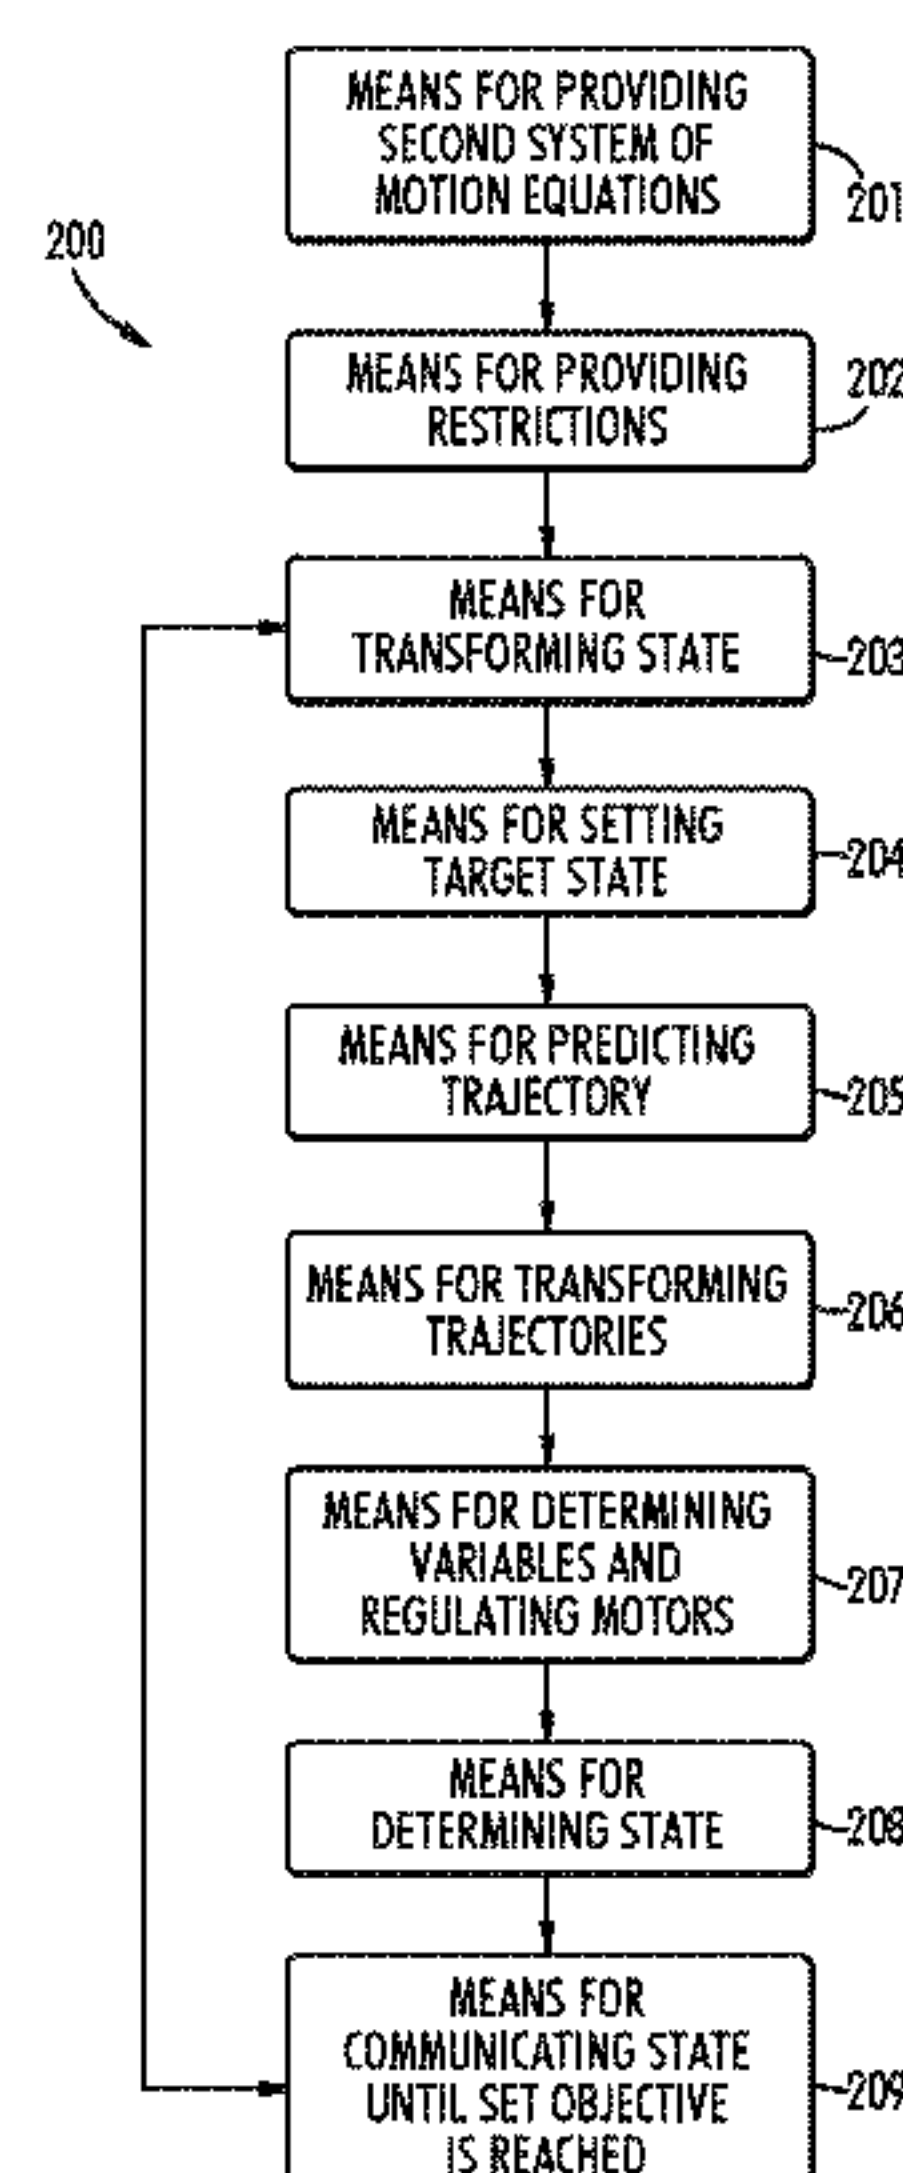 MEANS FOR PROVIDING
SECOND SYSTEM OF
MOTION EQUATIONS
201
200
MEANS FOR PROVIDING
RESTRICTIONS
202
MEANS FOR
TRANSFORMING STATE
203
MEANS FOR SETTING
TARGET STATE
204
MEANS FOR PREDICTING
TRAJECTORY
205
MEANS FOR TRANSFORMING
TRAJECTORIES
206
MEANS FOR DETERMINING
VARIABLES AND
REGULATING MOTORS
207
MEANS FOR
DETERMINING STATE
208
MEANS FOR
COMMUNICATING STATE
UNTIL SET OBJECTIVE
IS REACHED
209